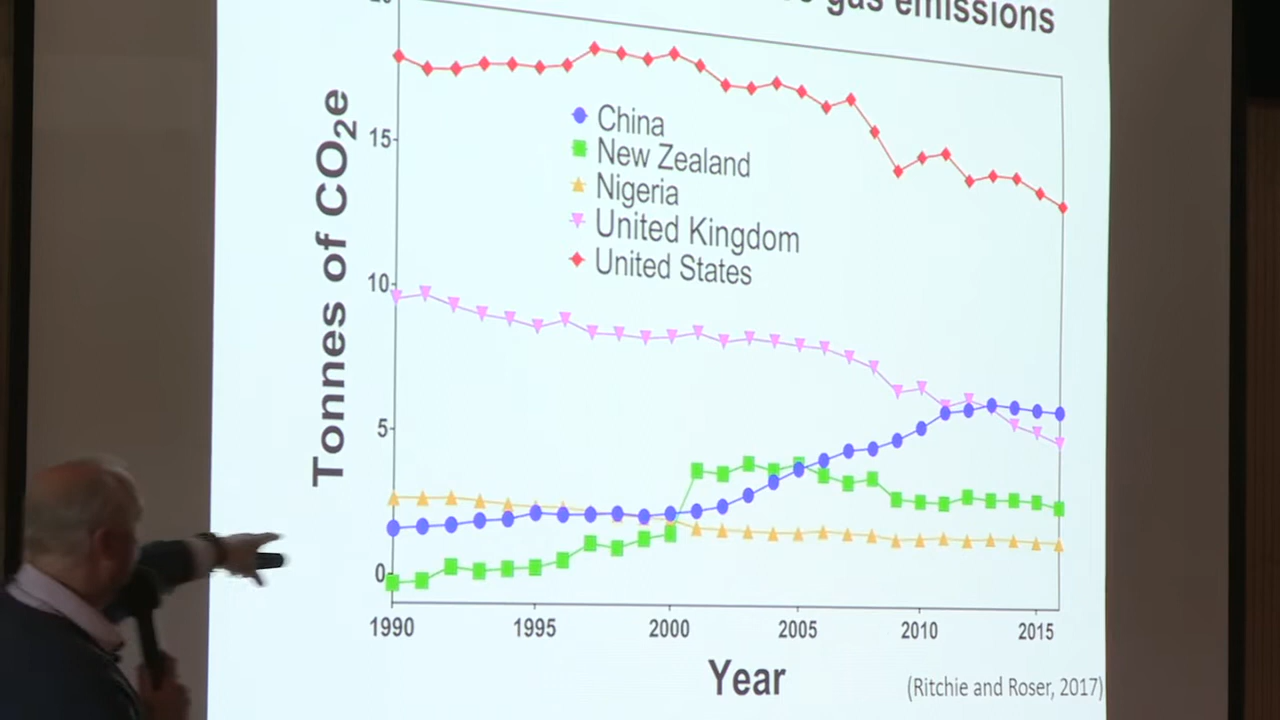 gas emissions
Tonnes of CO₂e
15
10
5
0
China
New Zealand
Nigeria
United Kingdom
United States
1990 1995 2000 2005 2010 2015
Year
(Ritchie and Roser, 2017)